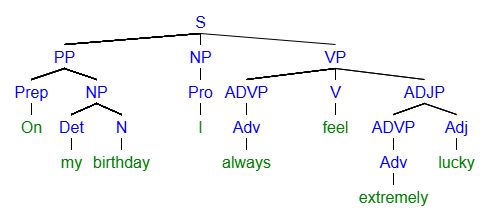 S
PP NP VP
Prep NP Pro ADVP V ADJP
On Det N I Adv feel ADVP Adj
my birthday always Adv lucky
extremely